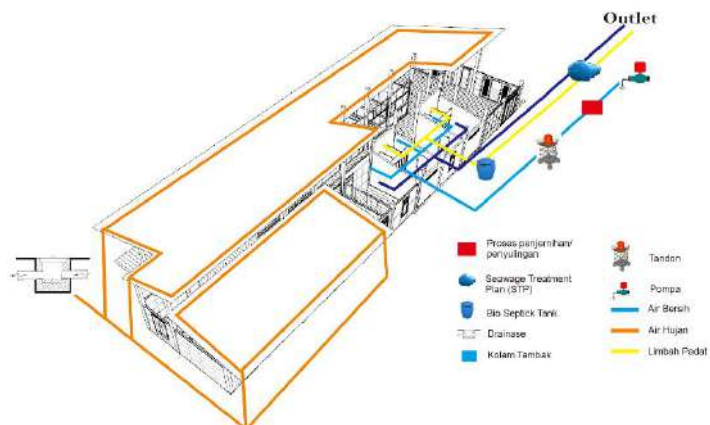 Outlet
Proses penjernihan/
penyulingan
Seawage Treatment
Plan (STP)
Bio Septick Tank
Drainase
Kolam Tambak
Tandon
Pompa
Air Bersih
Air Hujan
Limbah Padat